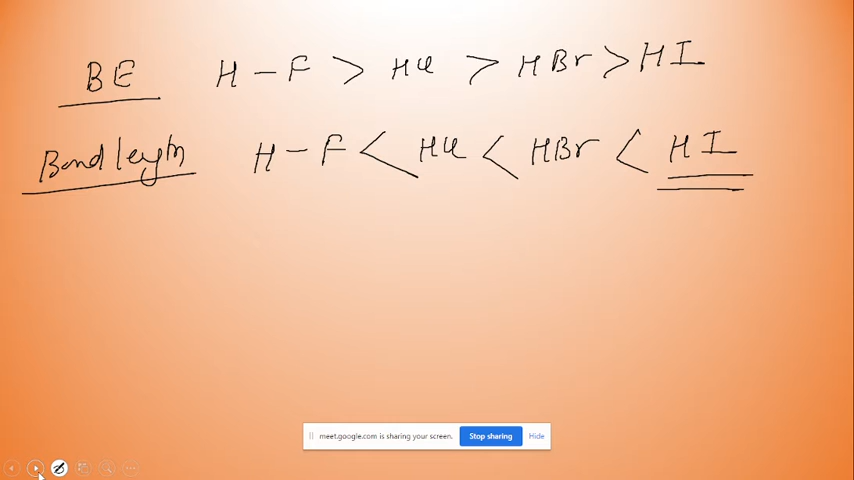 BE H - F > HCl > HBr > HI
Bond length H - F < HCl < HBr < HI
meet.google.com is sharing your screen. Stop sharing Hide